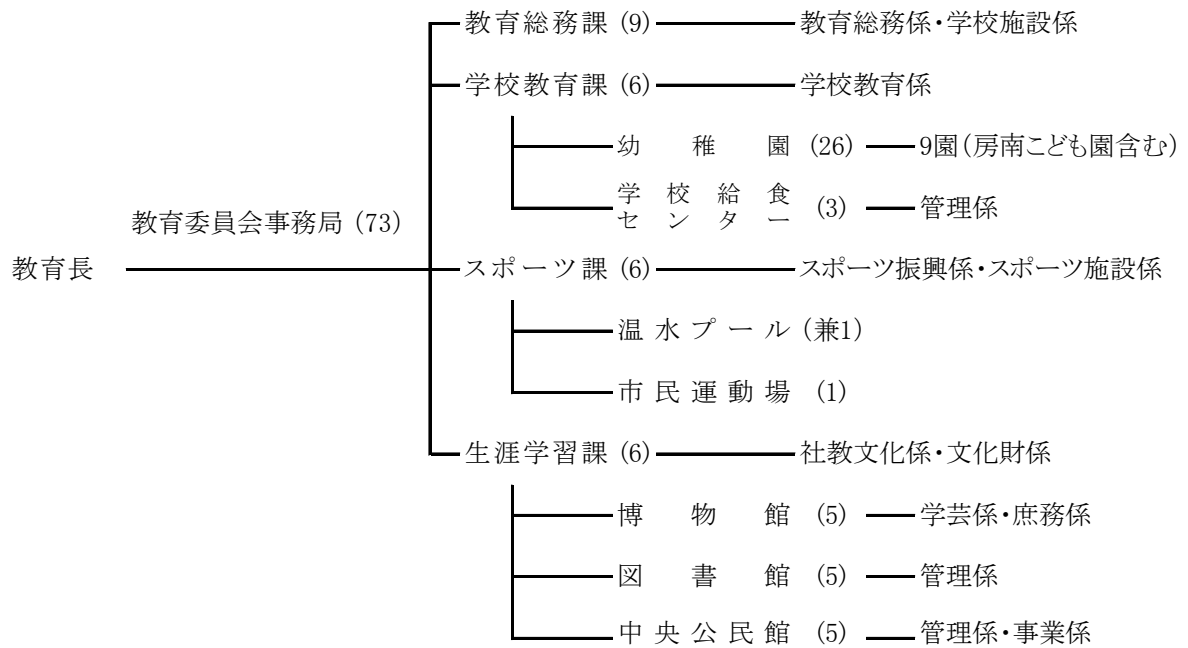 教育総務課 (9) 教育総務係・学校施設係
学校教育課 (6) 学校教育係
幼稚園 (26) 9園(房南こども園含む)
学校給食センター (3) 管理係
教育委員会事務局 (73)
教育長 スポーツ課 (6) スポーツ振興係・スポーツ施設係
温水プール (兼1)
市民運動場 (1)
生涯学習課 (6) 社教文化係・文化財係
博物館 (5) 学芸係・庶務係
図書館 (5) 管理係
中央公民館 (5) 管理係・事業係